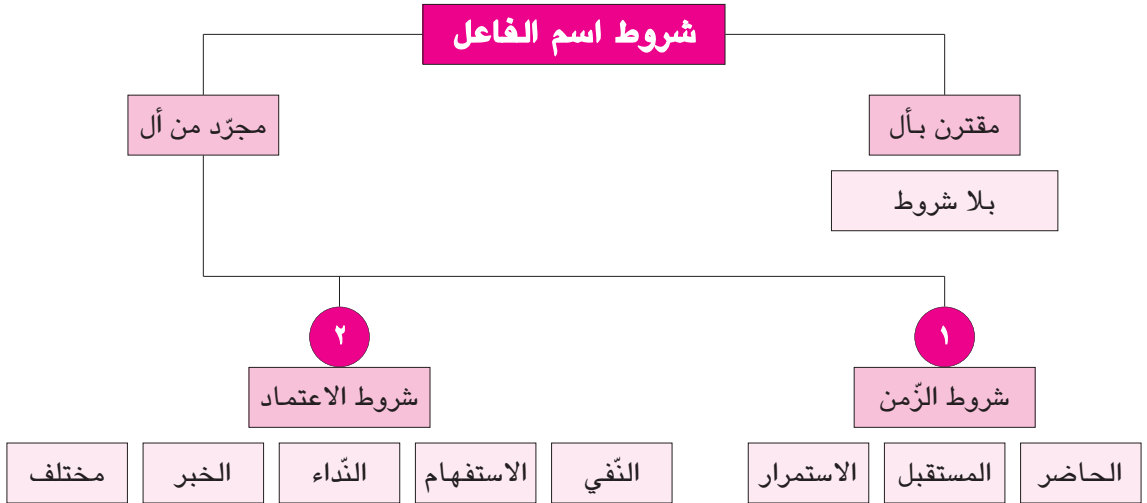 شروط اسم الفاعل
مقترن بأل
مجرّد من أل
بلا شروط
١
٢
شروط الزّمن
شروط الاعتماد
الحاضر
المستقبل
الاستمرار
النّفي
الاستفهام
النّداء
الخبر
مختلف